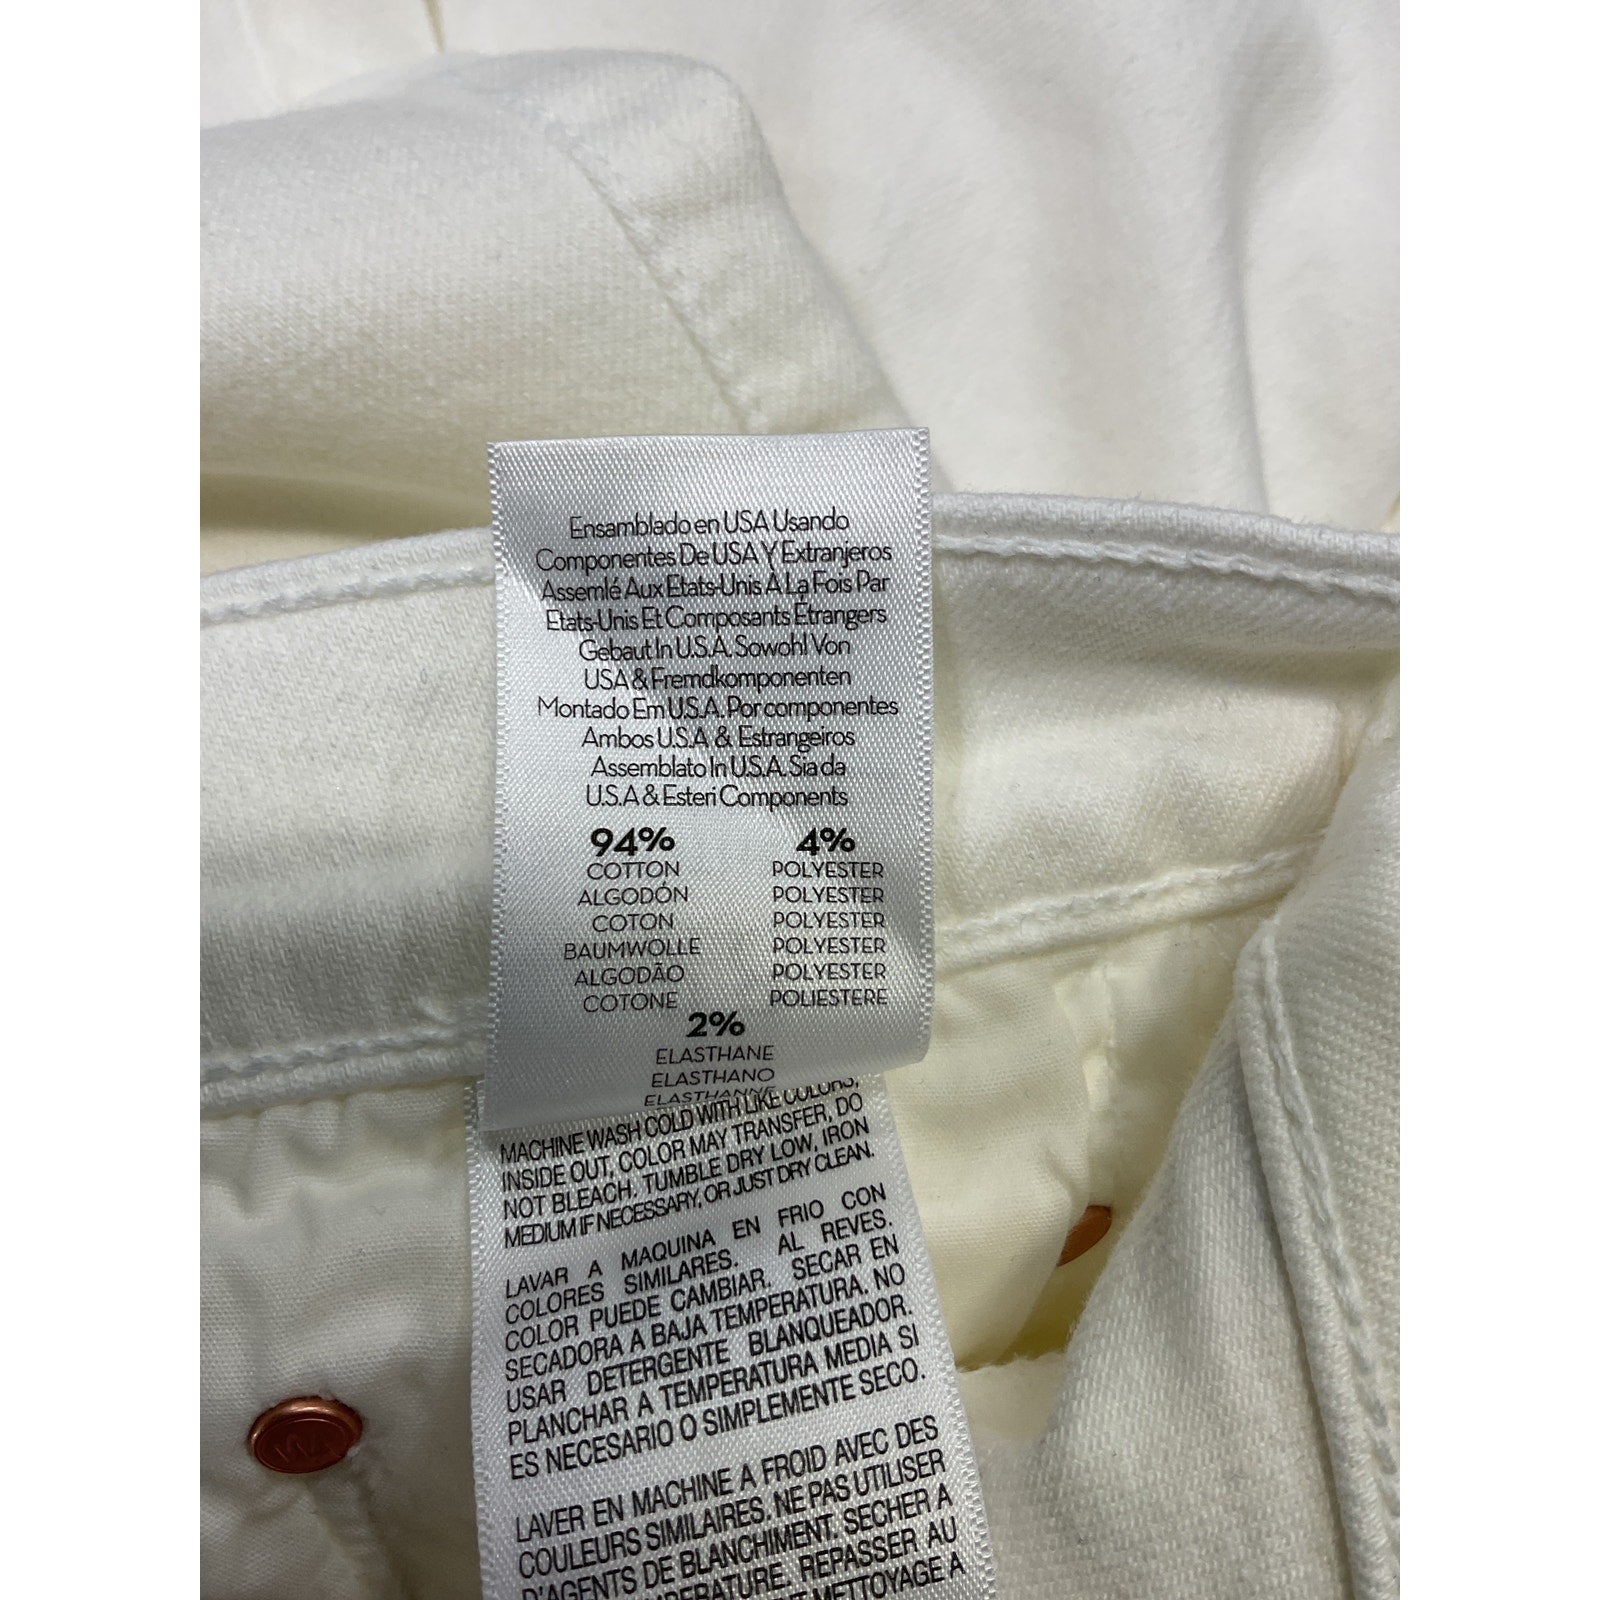 Ensamblado en USA Usando
Componentes De USA Y Extranjeros
Assemlé Aux Etats-Unis À La Fois Par
Etats-Unis Et Composants Étrangers
Gebaut In U.S.A. Sowohl Von
USA & Fremdkomponenten
Montado Em U.S.A. Por componentes
Ambos U.S.A & Estrangeiros
Assemblato In U.S.A. Sia da
U.S.A & Esteri Components
94% 4%
COTTON POLYESTER
ALGODÓN POLYESTER
COTON POLYESTER
BAUMWOLLE POLYESTER
ALGODÃO POLYESTER
COTONE POLIESTERE
2%
ELASTHANE
ELASTHANO
ELASTHANNE
MACHINE WASH COLD WITH LIKE COLORS,
INSIDE OUT, COLOR MAY TRANSFER, DO
NOT BLEACH. TUMBLE DRY LOW, IRON
MEDIUM IF NECESSARY, OR JUST DRY CLEAN.
LAVAR A MAQUINA EN FRIO CON
COLORES SIMILARES. AL REVES.
COLOR PUEDE CAMBIAR. SECAR EN
SECADORA A BAJA TEMPERATURA. NO
USAR DETERGENTE BLANQUEADOR.
PLANCHAR A TEMPERATURA MEDIA SI
ES NECESARIO O SIMPLEMENTE SECO.
LAVER EN MACHINE A FROID AVEC DES
COULEURS SIMILAIRES. NE PAS UTILISER
D'AGENTS DE BLANCHIMENT. SECHER A
REPASSER AU
NETTOYAGE A